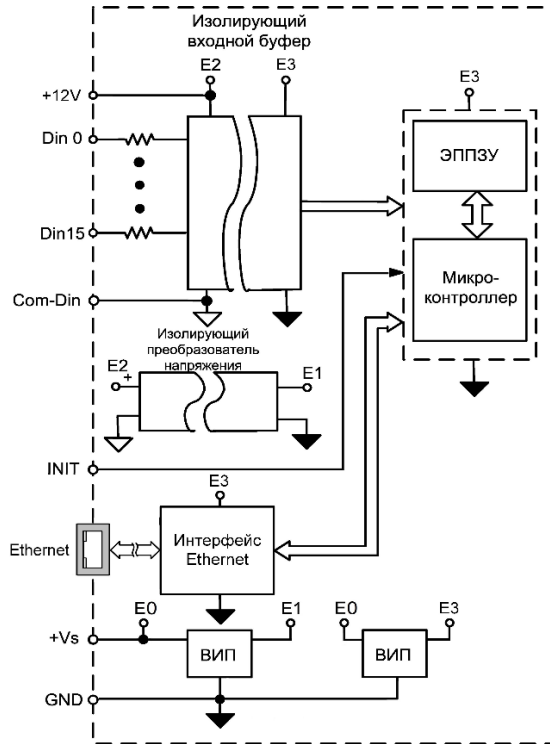 Изолирующий
входной буфер
E2
E3
+12V
E3
Din 0
ЭППЗУ
Din15
Микро-
контроллер
Com-Din
Изолирующий
преобразователь
напряжения
E2
+
E1
INIT
E3
Ethernet
Интерфейс
Ethernet
E0
E1
E0
E3
+Vs
ВИП
ВИП
GND